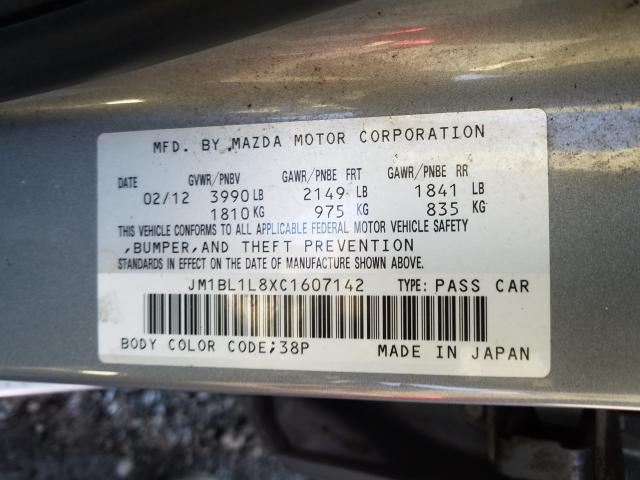 MFD. BY MAZDA MOTOR CORPORATION
DATE GVWR/PNBV GAWR/PNBE FRT GAWR/PNBE RR
02/12 3990 LB 2149 LB 1841 LB
1810 KG 975 KG 835 KG
THIS VEHICLE CONFORMS TO ALL APPLICABLE FEDERAL MOTOR VEHICLE SAFETY
,BUMPER,AND THEFT PREVENTION
STANDARDS IN EFFECT ON THE DATE OF MANUFACTURE SHOWN ABOVE.
JM1BL1L8XC1607142 TYPE: PASS CAR
BODY COLOR CODE;38P MADE IN JAPAN